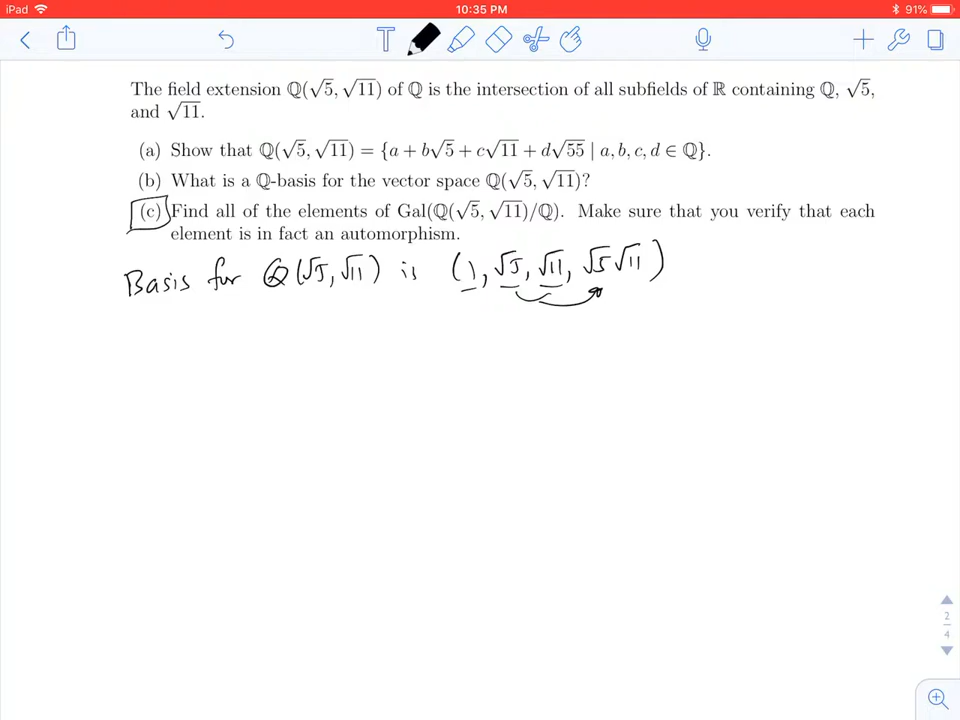 iPad 10:35 PM 91%
T
The field extension ℚ(√5, √11) of ℚ is the intersection of all subfields of ℝ containing ℚ, √5,
and √11.
(a) Show that ℚ(√5, √11) = {a + b√5 + c√11 + d√55 | a, b, c, d ∈ ℚ}.
(b) What is a ℚ-basis for the vector space ℚ(√5, √11)?
(c) Find all of the elements of Gal(ℚ(√5, √11)/ℚ). Make sure that you verify that each
element is in fact an automorphism.
Basis for ℚ(√5, √11) is (1, √5, √11, √5√11)
2
4